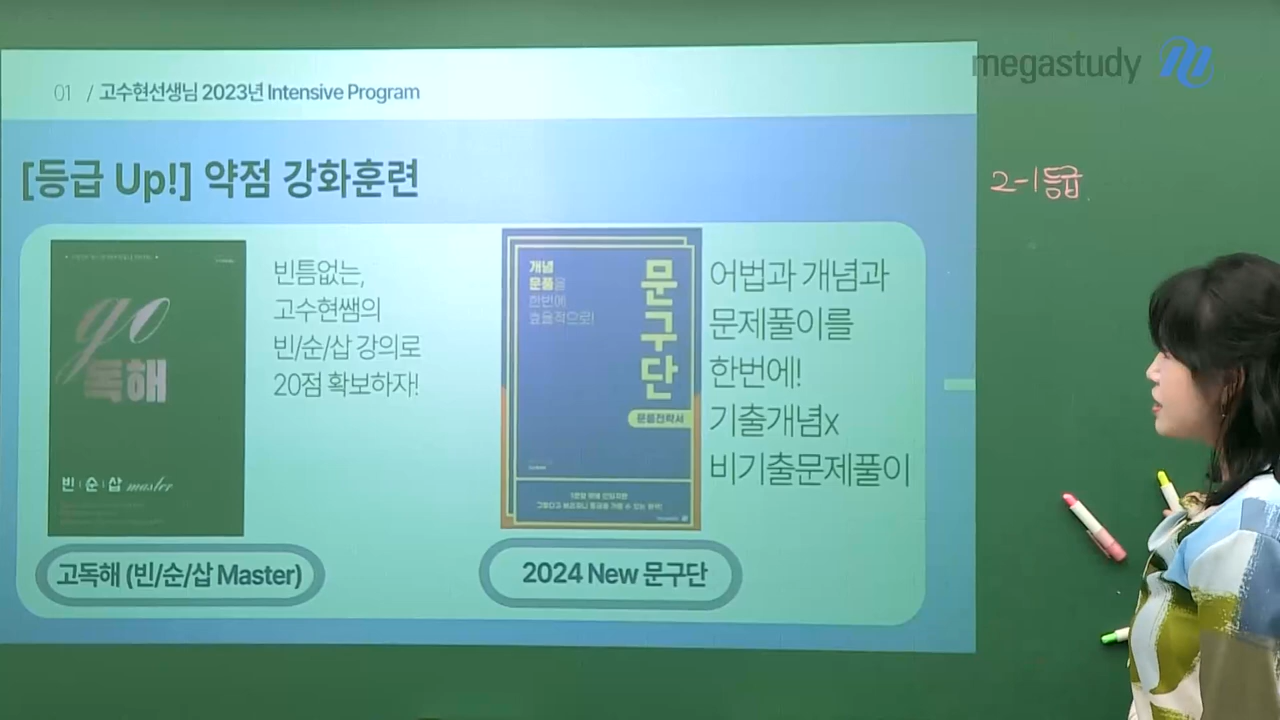 megastudy
01 / 고수현선생님 2023년 Intensive Program
[등급 Up!] 약점 강화훈련
2-1등급
go
독해
빈 순 삽 master
빈틈없는,
고수현쌤의
빈/순/삽 강의로
20점 확보하자!
고독해 (빈/순/삽 Master)
개념
문풀을
한번에
효율적으로!
문구단
문풀전략서
어법과 개념과
문제풀이를
한번에!
기출개념x
비기출문제풀이
2024 New 문구단